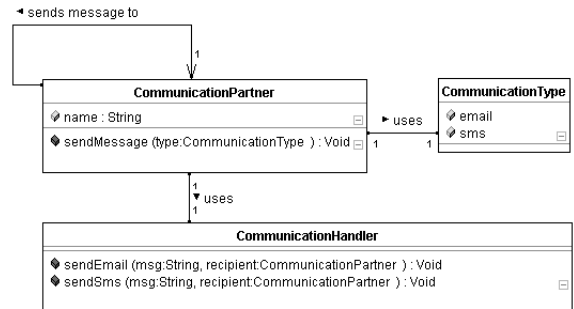 ◄ sends message to
1
CommunicationPartner
name : String
sendMessage (type:CommunicationType ) : Void
► uses
1
1
CommunicationType
email
sms
1
▼ uses
1
CommunicationHandler
sendEmail (msg:String, recipient:CommunicationPartner ) : Void
sendSms (msg:String, recipient:CommunicationPartner ) : Void